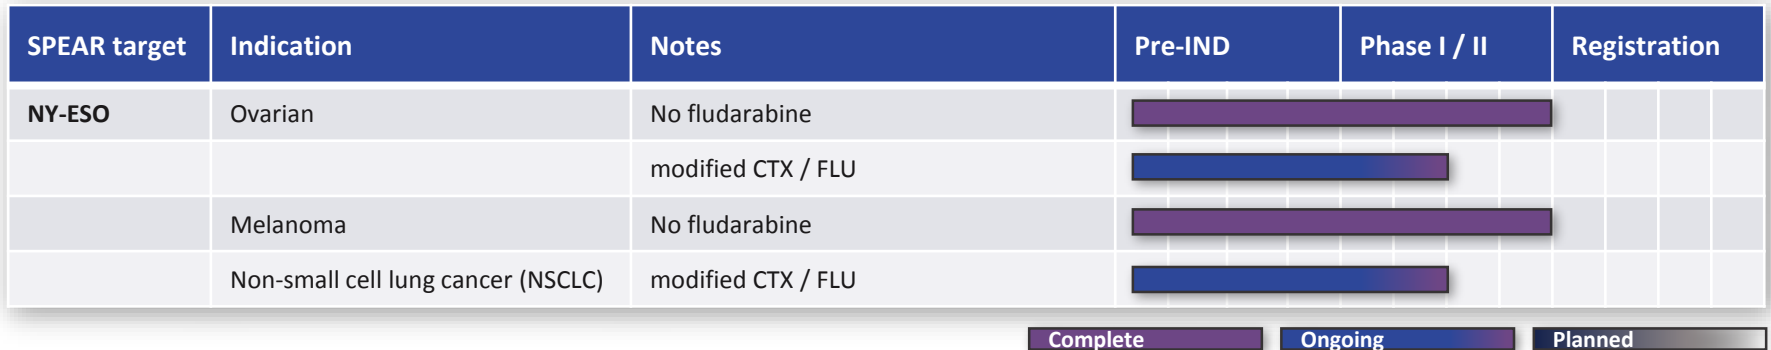 SPEAR target Indication Notes Pre-IND Phase I / II Registration
NY-ESO Ovarian No fludarabine
modified CTX / FLU
Melanoma No fludarabine
Non-small cell lung cancer (NSCLC) modified CTX / FLU
Complete Ongoing Planned